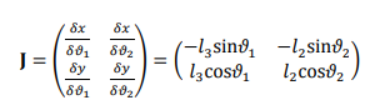 J = ( δx/δϑ₁ δx/δϑ₂ ; δy/δϑ₁ δy/δϑ₂ ) = ( −l₃sinϑ₁ −l₂sinϑ₂ ; l₃cosϑ₁ l₂cosϑ₂ )